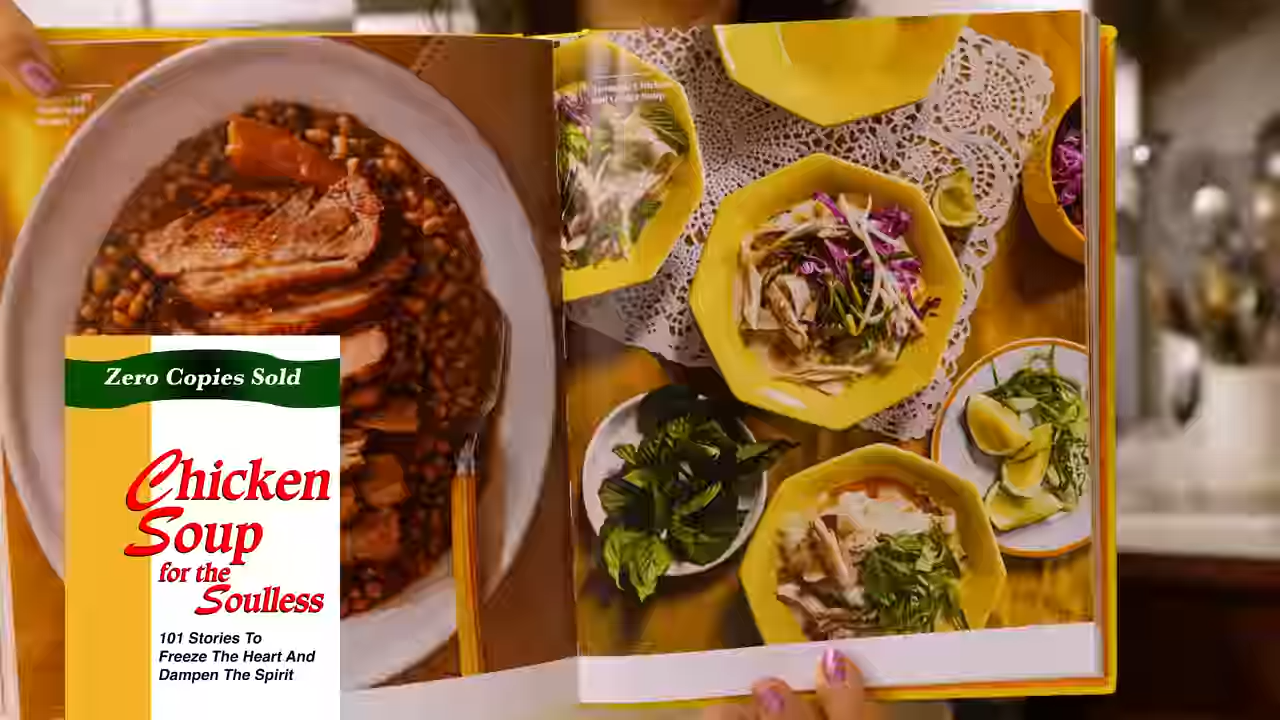 Zero Copies Sold
Chicken
Soup
for the
Soulless
101 Stories To
Freeze The Heart And
Dampen The Spirit